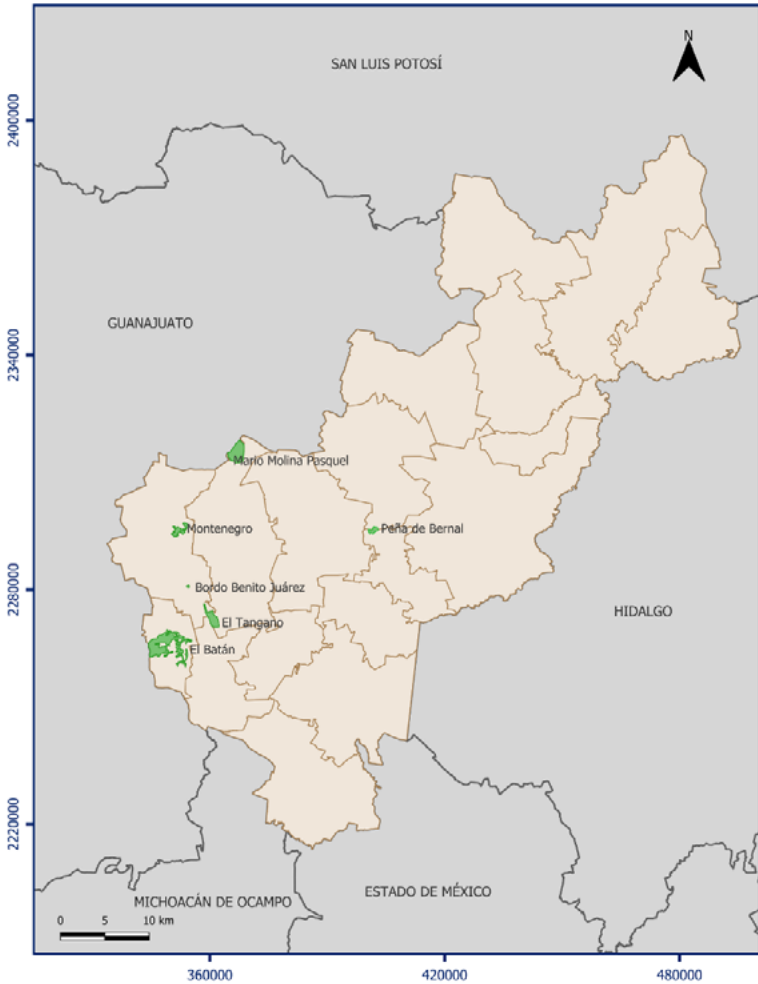 N
SAN LUIS POTOSÍ
2400000
GUANAJUATO
2340000
Mario Molina Pasquel
Montenegro
Peña de Bernal
2280000
Bordo Benito Juárez
HIDALGO
El Tangano
El Batán
2220000
ESTADO DE MÉXICO
MICHOACÁN DE OCAMPO
0 5 10 km
360000 420000 480000